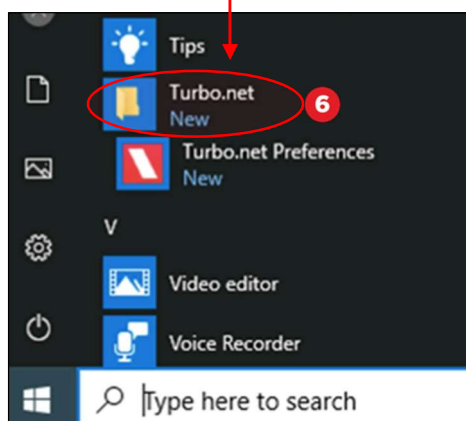 Tips
Turbo.net
New
6
Turbo.net Preferences
New
V
Video editor
Voice Recorder
Type here to search